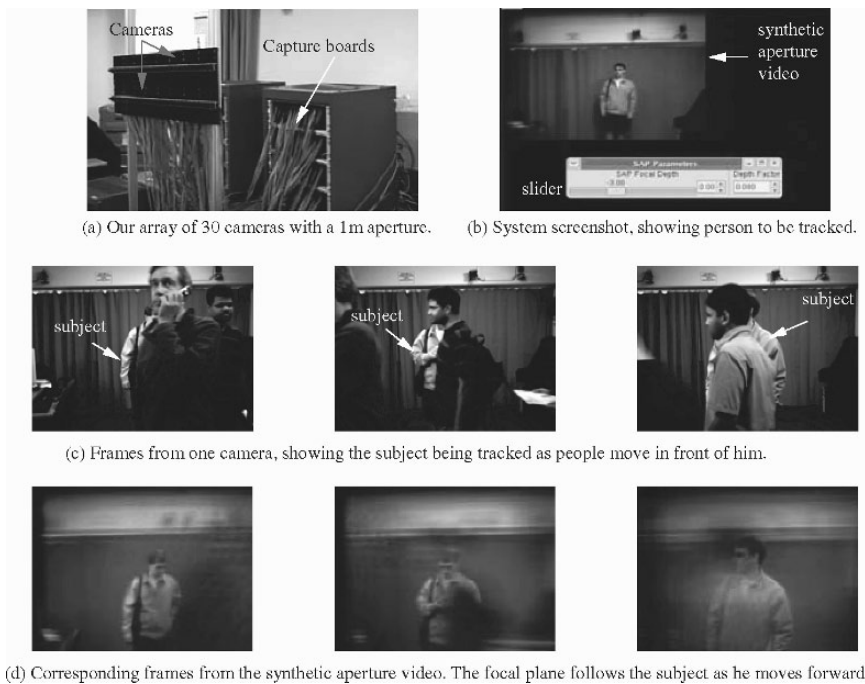 Cameras
Capture boards
synthetic
aperture
video
SAP Parameters
SAP Focal Depth
Depth Factor
slider
(a) Our array of 30 cameras with a 1m aperture.
(b) System screenshot, showing person to be tracked.
subject
subject
subject
(c) Frames from one camera, showing the subject being tracked as people move in front of him.
(d) Corresponding frames from the synthetic aperture video. The focal plane follows the subject as he moves forward